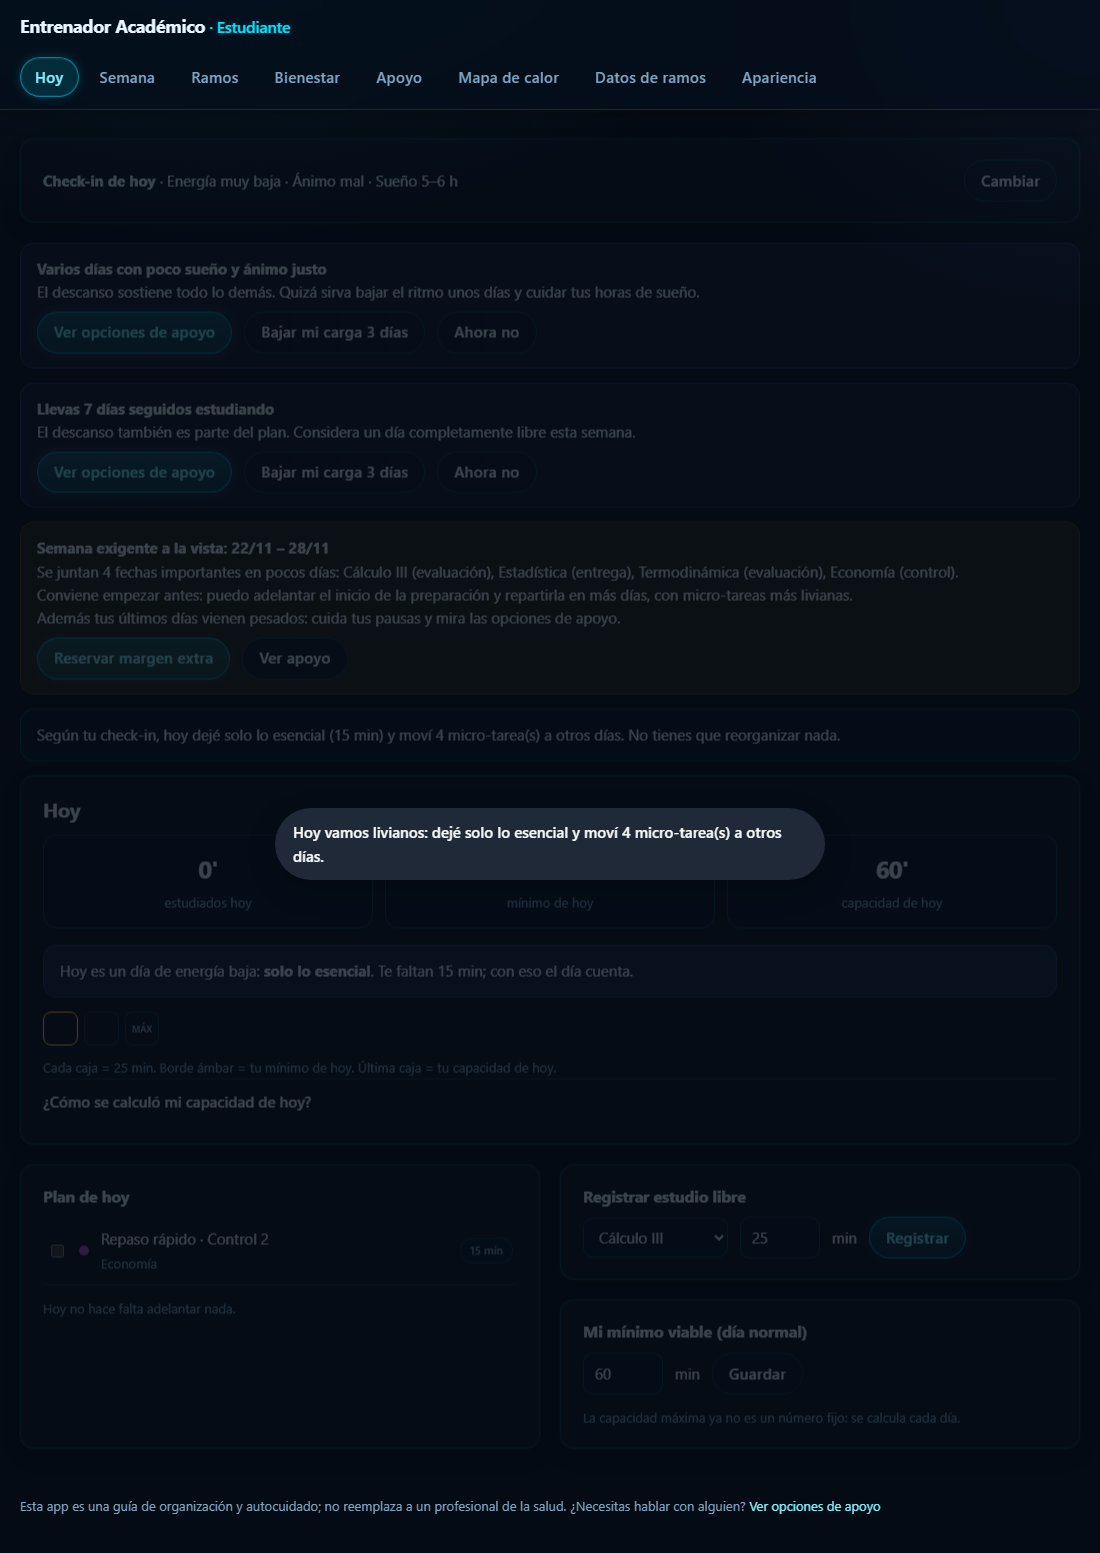 Entrenador Académico · Estudiante
Hoy
Semana
Ramos
Bienestar
Apoyo
Mapa de calor
Datos de ramos
Apariencia
Check-in de hoy · Energía muy baja · Ánimo mal · Sueño 5–6 h
Cambiar
Varios días con poco sueño y ánimo justo
El descanso sostiene todo lo demás. Quizá sirva bajar el ritmo unos días y cuidar tus horas de sueño.
Ver opciones de apoyo
Bajar mi carga 3 días
Ahora no
Llevas 7 días seguidos estudiando
El descanso también es parte del plan. Considera un día completamente libre esta semana.
Ver opciones de apoyo
Bajar mi carga 3 días
Ahora no
Semana exigente a la vista: 22/11 – 28/11
Se juntan 4 fechas importantes en pocos días: Cálculo III (evaluación), Estadística (entrega), Termodinámica (evaluación), Economía (control).
Conviene empezar antes: puedo adelantar el inicio de la preparación y repartirla en más días, con micro-tareas más livianas.
Además tus últimos días vienen pesados: cuida tus pausas y mira las opciones de apoyo.
Reservar margen extra
Ver apoyo
Según tu check-in, hoy dejé solo lo esencial (15 min) y moví 4 micro-tarea(s) a otros días. No tienes que reorganizar nada.
Hoy
Hoy vamos livianos: dejé solo lo esencial y moví 4 micro-tarea(s) a otros
días.
0'
estudiados hoy
mínimo de hoy
60'
capacidad de hoy
Hoy es un día de energía baja: solo lo esencial. Te faltan 15 min; con eso el día cuenta.
MÁX
Cada caja = 25 min. Borde ámbar = tu mínimo de hoy. Última caja = tu capacidad de hoy.
¿Cómo se calculó mi capacidad de hoy?
Plan de hoy
Repaso rápido · Control 2
Economía
15 min
Hoy no hace falta adelantar nada.
Registrar estudio libre
Cálculo III
25
min
Registrar
Mi mínimo viable (día normal)
60
min
Guardar
La capacidad máxima ya no es un número fijo: se calcula cada día.
Esta app es una guía de organización y autocuidado; no reemplaza a un profesional de la salud. ¿Necesitas hablar con alguien? Ver opciones de apoyo